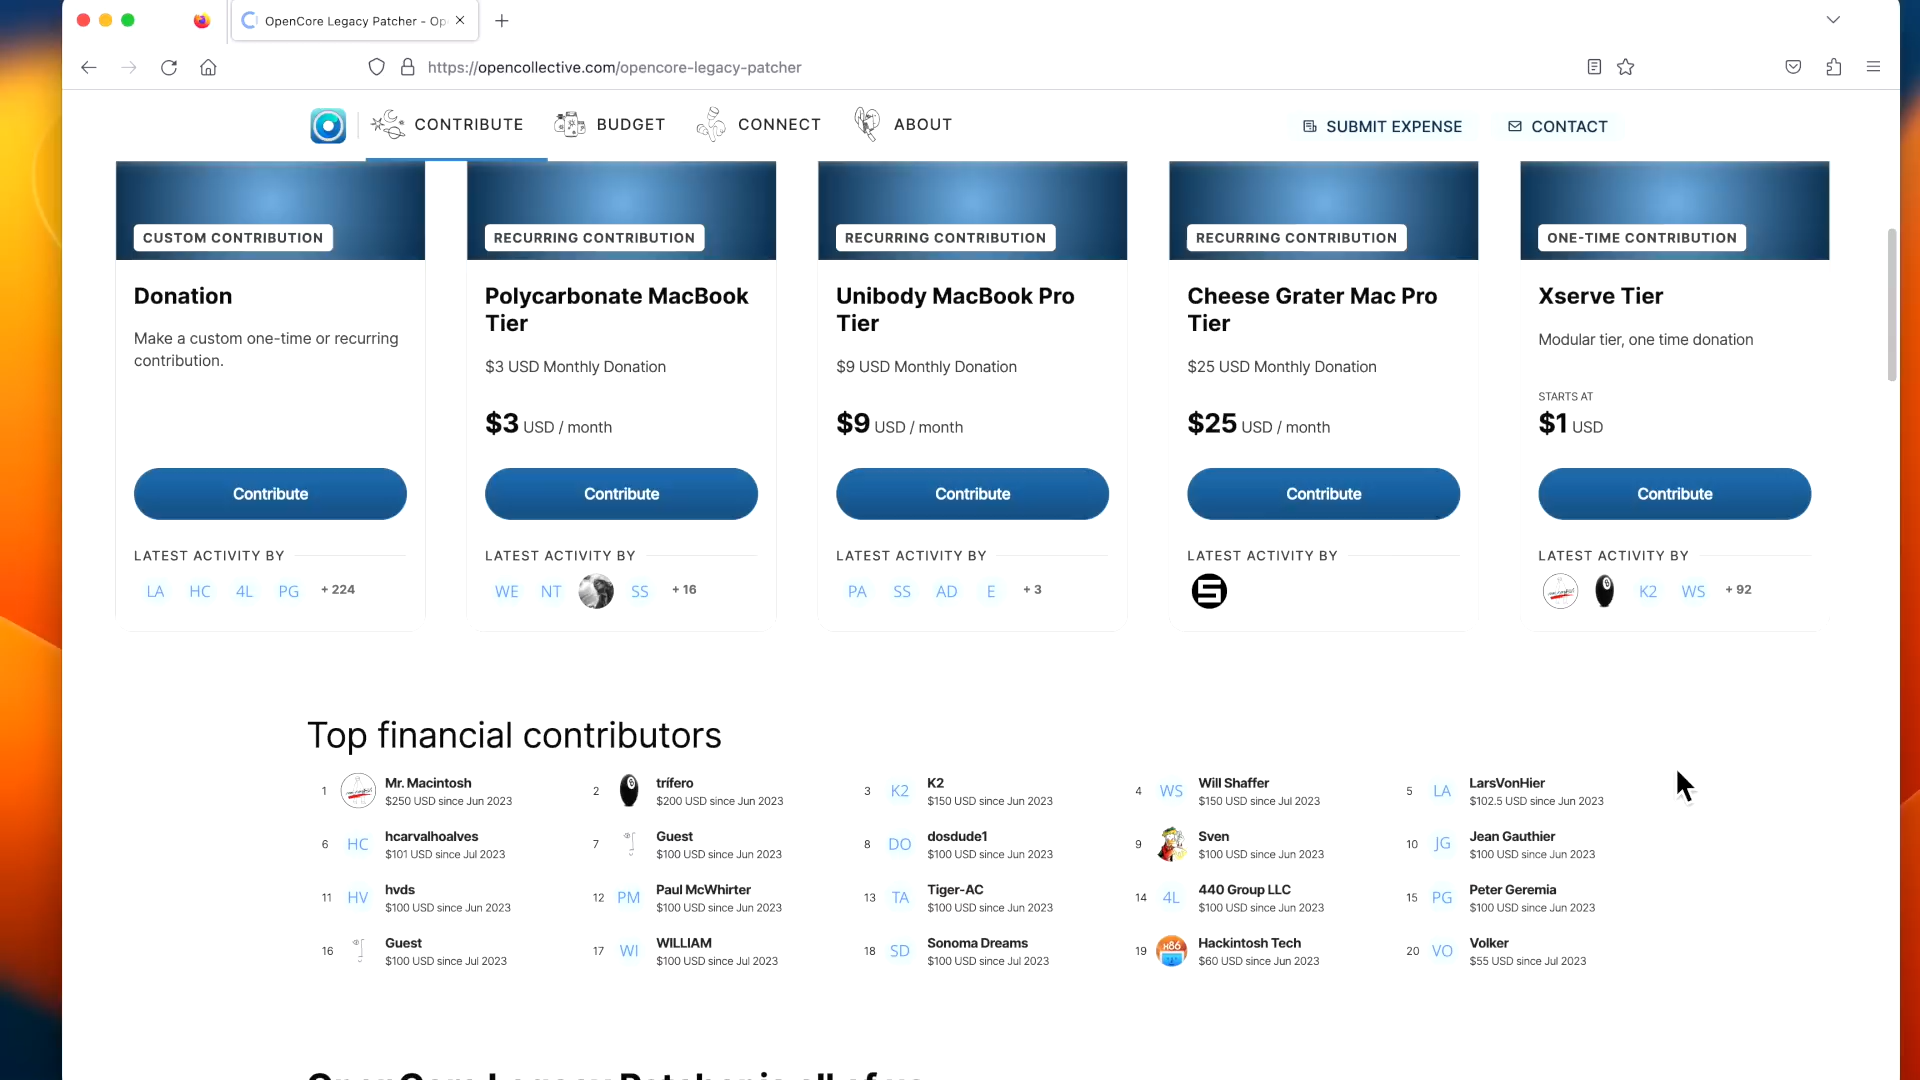 OpenCore Legacy Patcher - Op
https://opencollective.com/opencore-legacy-patcher
CONTRIBUTE
BUDGET
CONNECT
ABOUT
SUBMIT EXPENSE
CONTACT
CUSTOM CONTRIBUTION
Donation
Make a custom one-time or recurring
contribution.
Contribute
LATEST ACTIVITY BY
LA HC 4L PG + 224
RECURRING CONTRIBUTION
Polycarbonate MacBook
Tier
$3 USD Monthly Donation
$3 USD / month
Contribute
LATEST ACTIVITY BY
WE NT SS + 16
RECURRING CONTRIBUTION
Unibody MacBook Pro
Tier
$9 USD Monthly Donation
$9 USD / month
Contribute
LATEST ACTIVITY BY
PA SS AD E + 3
RECURRING CONTRIBUTION
Cheese Grater Mac Pro
Tier
$25 USD Monthly Donation
$25 USD / month
Contribute
LATEST ACTIVITY BY
ONE-TIME CONTRIBUTION
Xserve Tier
Modular tier, one time donation
STARTS AT
$1 USD
Contribute
LATEST ACTIVITY BY
K2 WS + 92
Top financial contributors
1 Mr. Macintosh
$250 USD since Jun 2023
2 trífero
$200 USD since Jun 2023
3 K2 K2
$150 USD since Jun 2023
4 WS Will Shaffer
$150 USD since Jul 2023
5 LA LarsVonHier
$102.5 USD since Jun 2023
6 HC hcarvalhoalves
$101 USD since Jul 2023
7 Guest
$100 USD since Jun 2023
8 DO dosdude1
$100 USD since Jun 2023
9 Sven
$100 USD since Jun 2023
10 JG Jean Gauthier
$100 USD since Jun 2023
11 HV hvds
$100 USD since Jun 2023
12 PM Paul McWhirter
$100 USD since Jun 2023
13 TA Tiger-AC
$100 USD since Jun 2023
14 4L 440 Group LLC
$100 USD since Jun 2023
15 PG Peter Geremia
$100 USD since Jun 2023
16 Guest
$100 USD since Jul 2023
17 WI WILLIAM
$100 USD since Jul 2023
18 SD Sonoma Dreams
$100 USD since Jul 2023
19 Hackintosh Tech
$60 USD since Jun 2023
20 VO Volker
$55 USD since Jul 2023
OpenCore Legacy Patcher is all of us